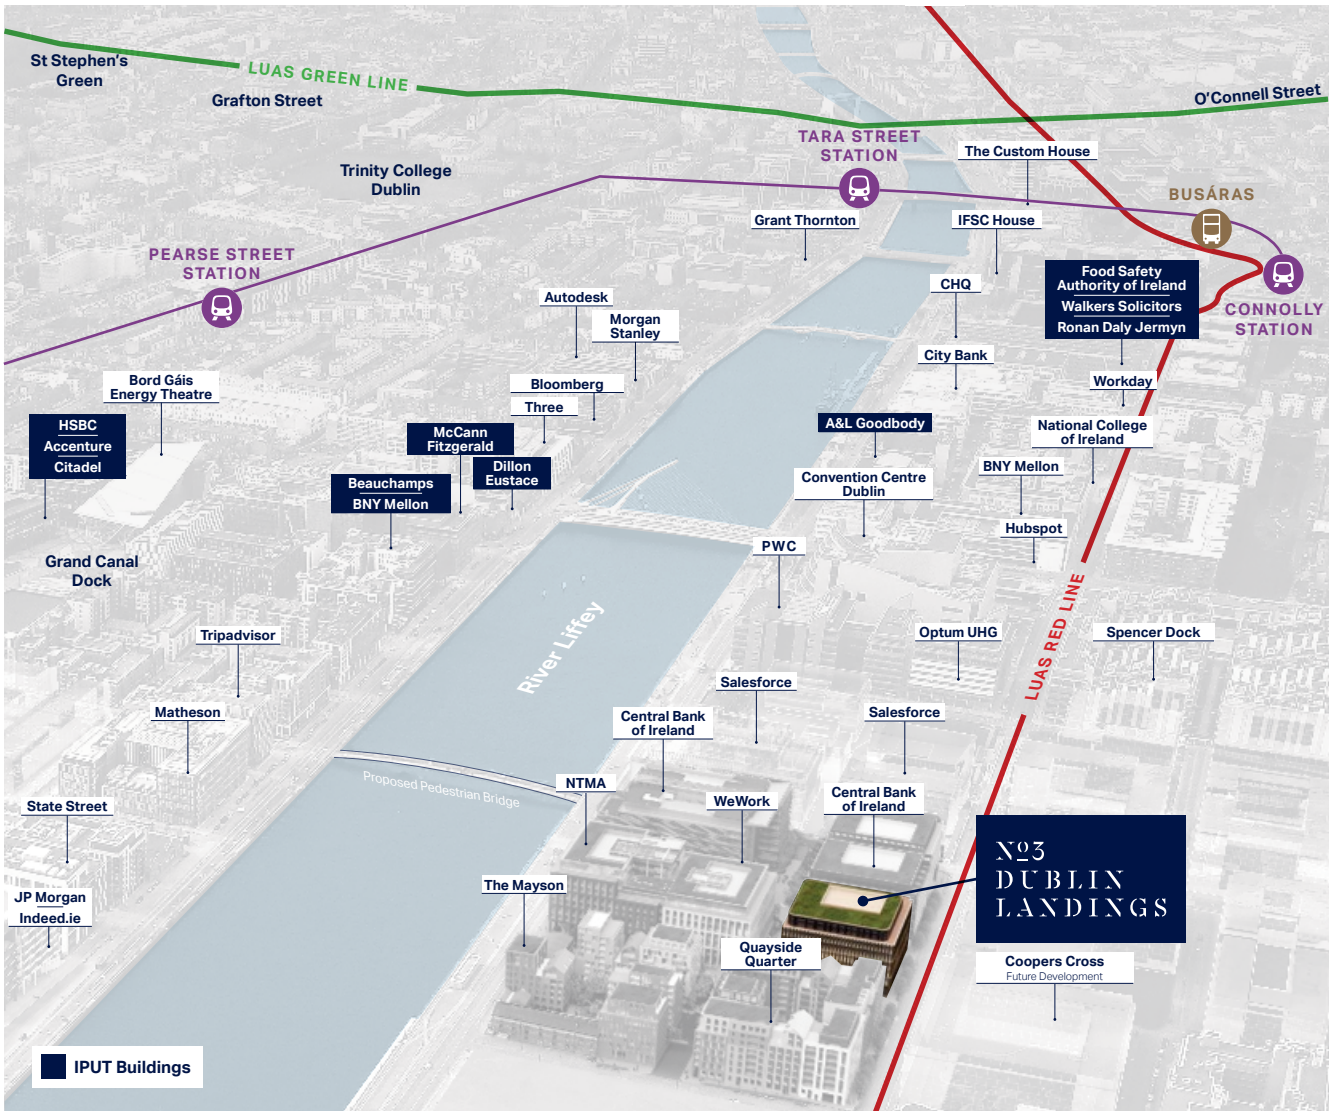 St Stephen's
Green
LUAS GREEN LINE
Grafton Street
O'Connell Street
TARA STREET
STATION
The Custom House
Trinity College
Dublin
BUSÁRAS
Grant Thornton
IFSC House
PEARSE STREET
STATION
Food Safety
Authority of Ireland
Walkers Solicitors
Ronan Daly Jermyn
CHQ
CONNOLLY
STATION
Autodesk
Morgan
Stanley
City Bank
Workday
Bord Gáis
Energy Theatre
Bloomberg
Three
HSBC
Accenture
Citadel
McCann
Fitzgerald
A&L Goodbody
National College
of Ireland
Dillon
Eustace
Beauchamps
BNY Mellon
Convention Centre
Dublin
BNY Mellon
Hubspot
PWC
Grand Canal
Dock
River Liffey
LUAS RED LINE
Tripadvisor
Optum UHG
Spencer Dock
Salesforce
Matheson
Central Bank
of Ireland
Salesforce
Proposed Pedestrian Bridge
NTMA
WeWork
Central Bank
of Ireland
State Street
Nº3
DUBLIN
LANDINGS
The Mayson
JP Morgan
Indeed.ie
Quayside
Quarter
Coopers Cross
Future Development
IPUT Buildings